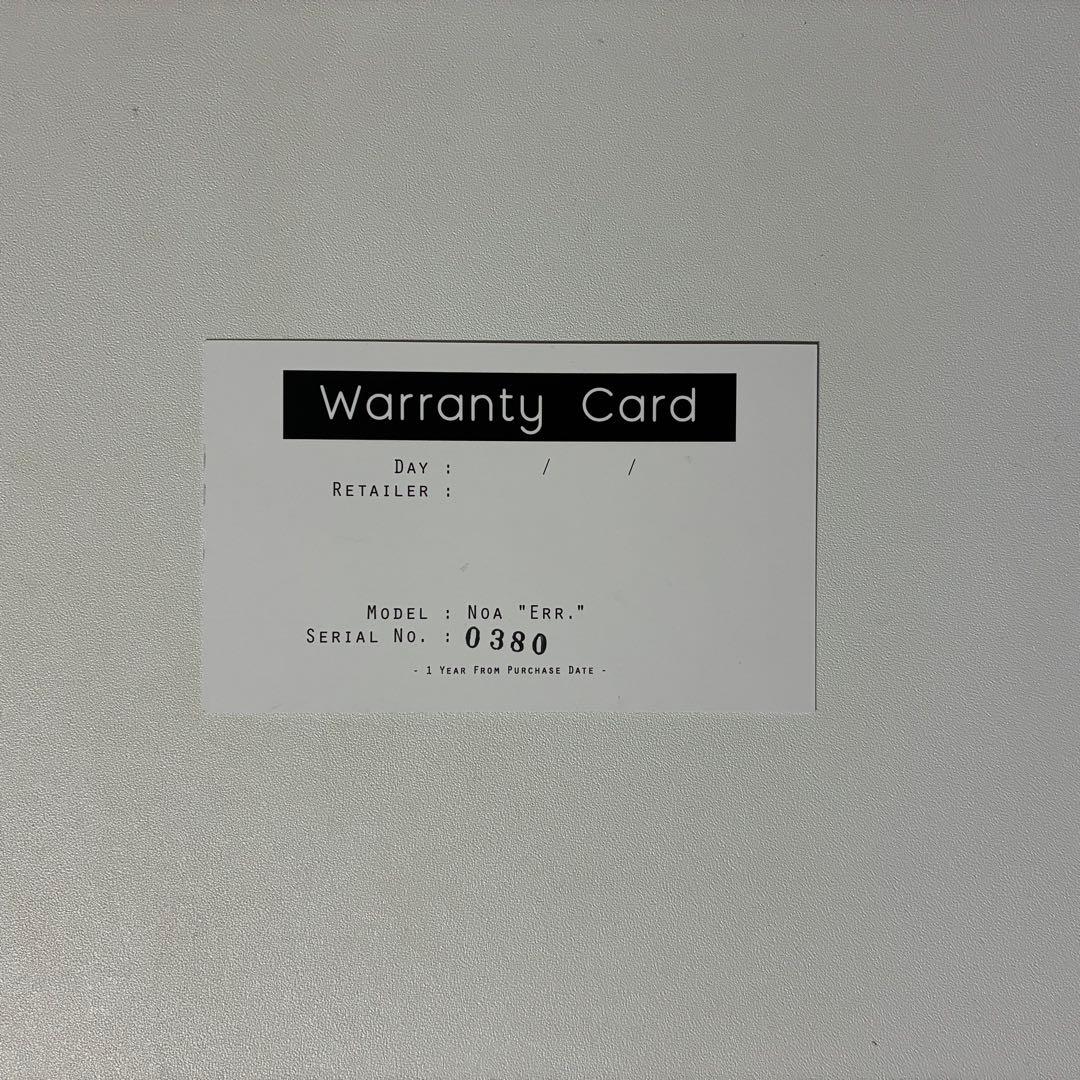 Warranty Card
Day : / /
Retailer :
Model : Noa "Err."
Serial No. : 0380
- 1 Year From Purchase Date -